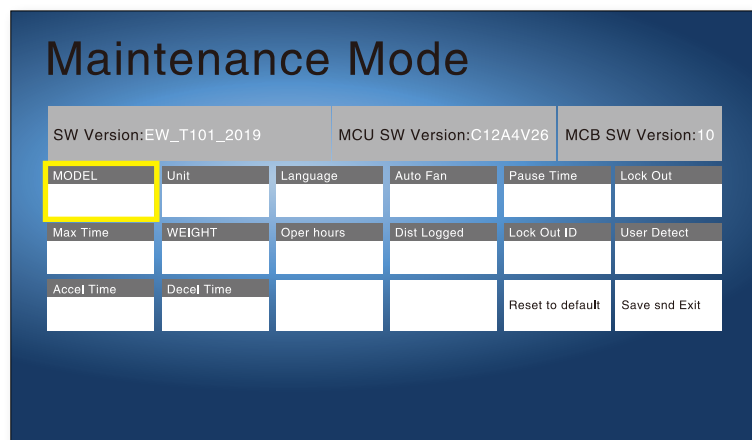 Maintenance Mode
SW Version:EW_T101_2019 MCU SW Version:C12A4V26 MCB SW Version:10
MODEL Unit Language Auto Fan Pause Time Lock Out
Max Time WEIGHT Oper hours Dist Logged Lock Out ID User Detect
Accel Time Decel Time
Reset to default Save snd Exit